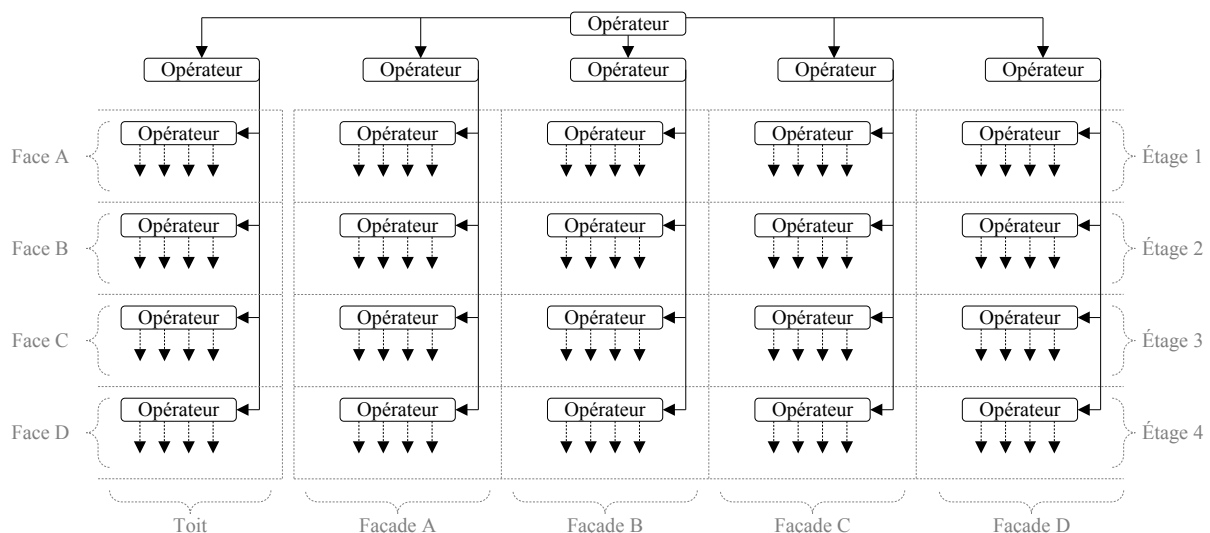 Opérateur
Opérateur Opérateur Opérateur Opérateur Opérateur
Face A Opérateur Opérateur Opérateur Opérateur Opérateur Étage 1
Face B Opérateur Opérateur Opérateur Opérateur Opérateur Étage 2
Face C Opérateur Opérateur Opérateur Opérateur Opérateur Étage 3
Face D Opérateur Opérateur Opérateur Opérateur Opérateur Étage 4
Toit Facade A Facade B Facade C Facade D